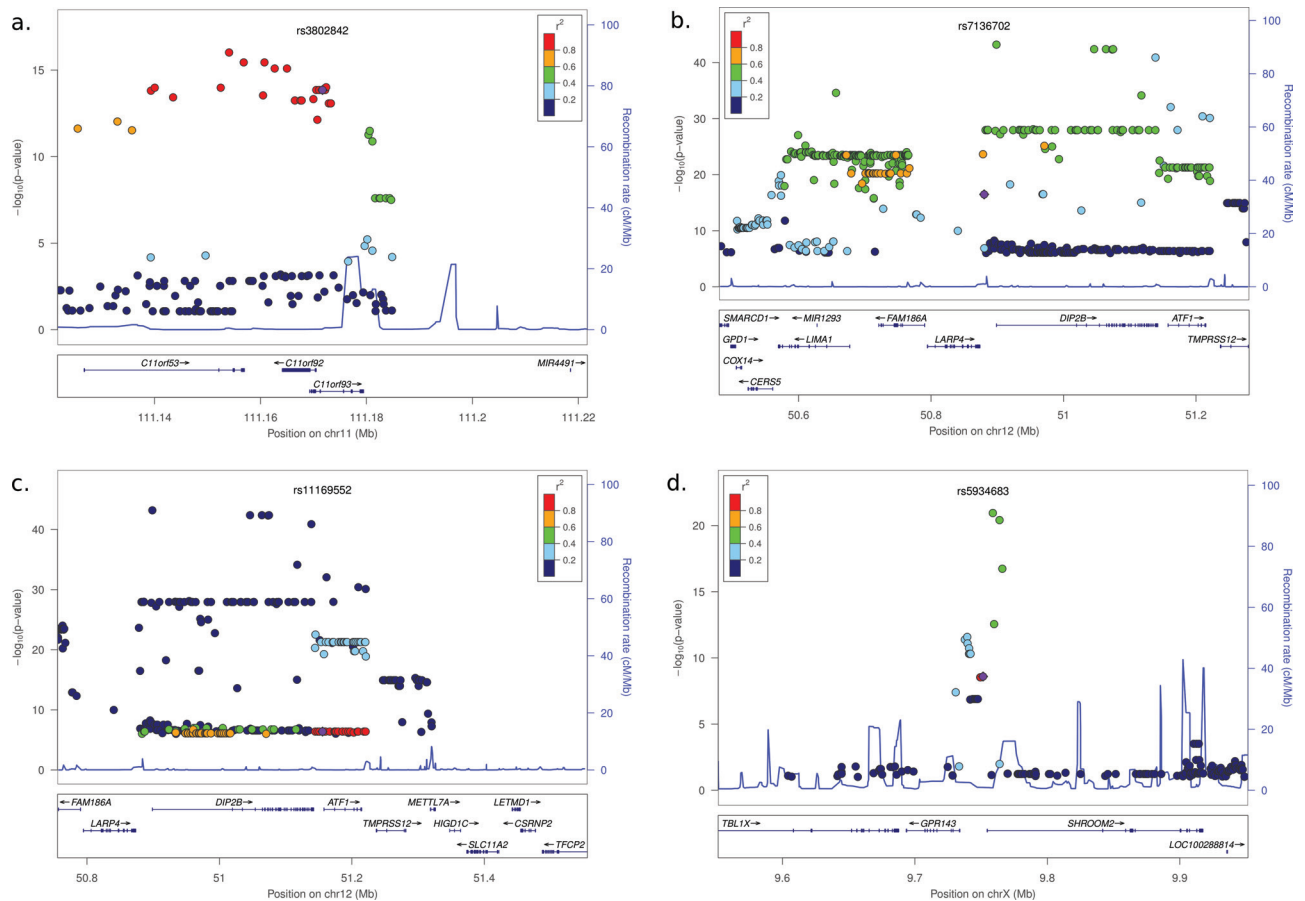 a.
rs3802842
r²
0.8
0.6
0.4
0.2
15
10
5
0
−log₁₀(p-value)
100
80
60
40
20
0
Recombination rate (cM/Mb)
C11orf53→
←C11orf92
MIR4491→
C11orf93→
111.14
111.16
111.18
111.2
111.22
Position on chr11 (Mb)
b.
rs7136702
r²
0.8
0.6
0.4
0.2
50
40
30
20
10
0
−log₁₀(p-value)
100
80
60
40
20
0
Recombination rate (cM/Mb)
SMARCD1→
←MIR1293
←FAM186A
DIP2B→
ATF1→
GPD1→
←LIMA1
LARP4→
TMPRSS12→
COX14→
←CERS5
50.6
50.8
51
51.2
Position on chr12 (Mb)
c.
rs11169552
r²
0.8
0.6
0.4
0.2
40
30
20
10
0
−log₁₀(p-value)
100
80
60
40
20
0
Recombination rate (cM/Mb)
←FAM186A
DIP2B→
ATF1→
METTL7A→
LETMD1→
LARP4→
TMPRSS12→
HIGD1C→
←CSRNP2
←SLC11A2
←TFCP2
50.8
51
51.2
51.4
Position on chr12 (Mb)
d.
rs5934683
r²
0.8
0.6
0.4
0.2
20
15
10
5
0
−log₁₀(p-value)
100
80
60
40
20
0
Recombination rate (cM/Mb)
TBL1X→
←GPR143
SHROOM2→
LOC100288814→
9.6
9.7
9.8
9.9
Position on chrX (Mb)